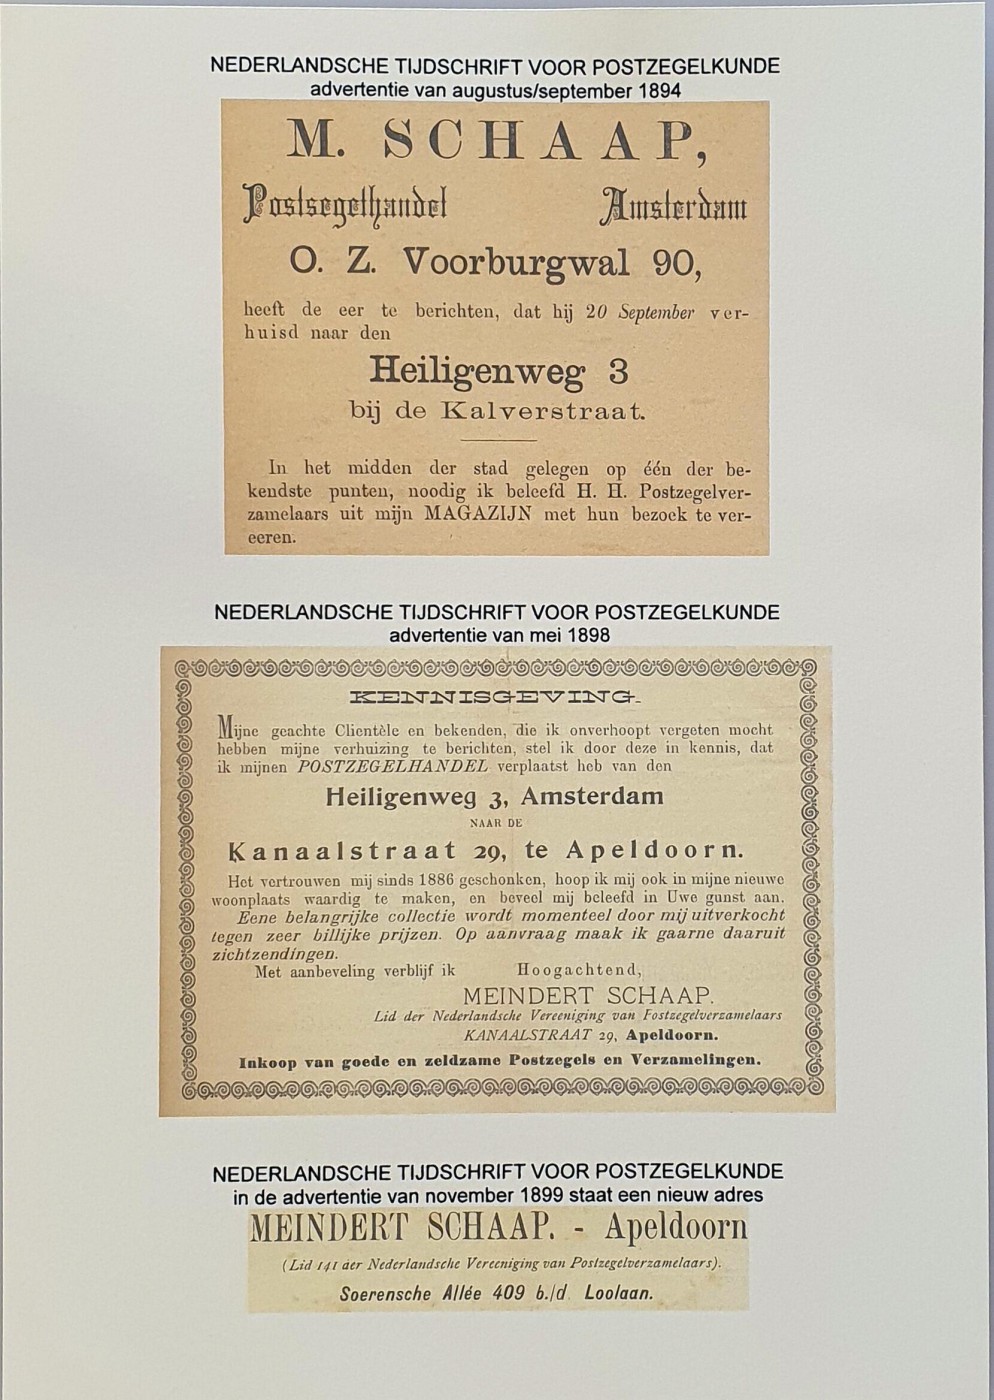 NEDERLANDSCHE TIJDSCHRIFT VOOR POSTZEGELKUNDE
advertentie van augustus/september 1894
M. SCHAAP,
Postsegelhandel Amsterdam
O. Z. Voorburgwal 90,
heeft de eer te berichten, dat hij 20 September ver-
huisd naar den
Heiligenweg 3
bij de Kalverstraat.
In het midden der stad gelegen op één der be-
kendste punten, noodig ik beleefd H. H. Postzegelver-
zamelaars uit mijn MAGAZIJN met hun bezoek te ver-
eeren.
NEDERLANDSCHE TIJDSCHRIFT VOOR POSTZEGELKUNDE
advertentie van mei 1898
KENNISGEVING.
Mijne geachte Clientèle en bekenden, die ik onverhoopt vergeten mocht
hebben mijne verhuizing te berichten, stel ik door deze in kennis, dat
ik mijnen POSTZEGELHANDEL verplaatst heb van den
Heiligenweg 3, Amsterdam
NAAR DE
Kanaalstraat 29, te Apeldoorn.
Het vertrouwen mij sinds 1886 geschonken, hoop ik mij ook in mijne nieuwe
woonplaats waardig te maken, en beveel mij beleefd in Uwe gunst aan.
Eene belangrijke collectie wordt momenteel door mij uitverkocht
tegen zeer billijke prijzen. Op aanvraag maak ik gaarne daaruit
zichtzendingen.
Met aanbeveling verblijf ik Hoogachtend,
MEINDERT SCHAAP.
Lid der Nederlandsche Vereeniging van Postzegelverzamelaars
KANAALSTRAAT 29, Apeldoorn.
Inkoop van goede en zeldzame Postzegels en Verzamelingen.
NEDERLANDSCHE TIJDSCHRIFT VOOR POSTZEGELKUNDE
in de advertentie van november 1899 staat een nieuw adres
MEINDERT SCHAAP. - Apeldoorn
(Lid 141 der Nederlandsche Vereeniging van Postzegelverzamelaars).
Soerensche Allée 409 b./d. Loolaan.